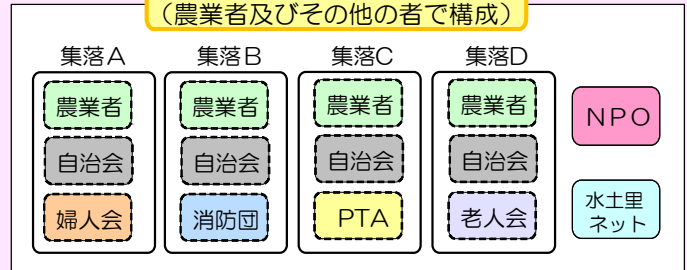 （農業者及びその他の者で構成）
集落A 集落B 集落C 集落D
農業者 農業者 農業者 農業者 NPO
自治会 自治会 自治会 自治会
婦人会 消防団 PTA 老人会 水土里
ネット